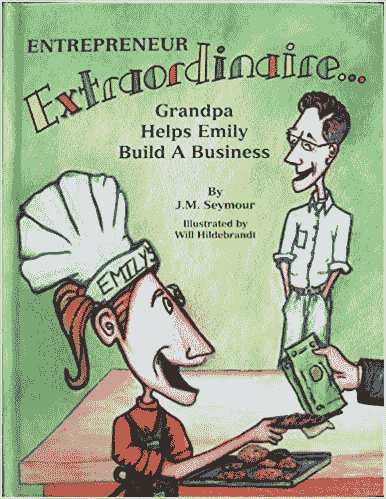 ENTREPRENEUR
Extraordinaire...
Grandpa
Helps Emily
Build A Business
By
J.M. Seymour
Illustrated by
Will Hildebrandt
EMILY'S